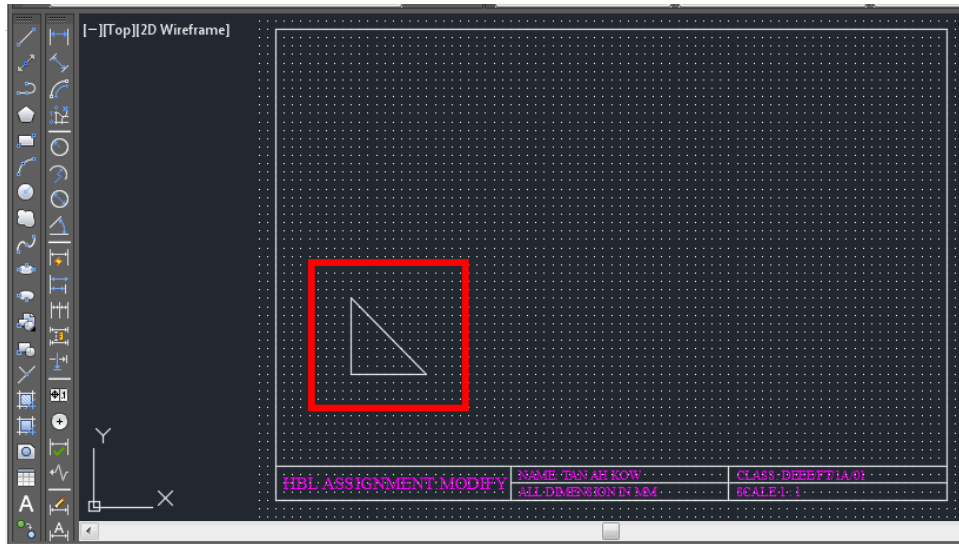 [−][Top][2D Wireframe]
Y
X
HBL ASSIGNMENT:MODIFY
NAME: TAN AH KOW
CLASS: DEEE/FT/1A/01
ALL DIMENSION IN MM
SCALE 1 : 1
A
A